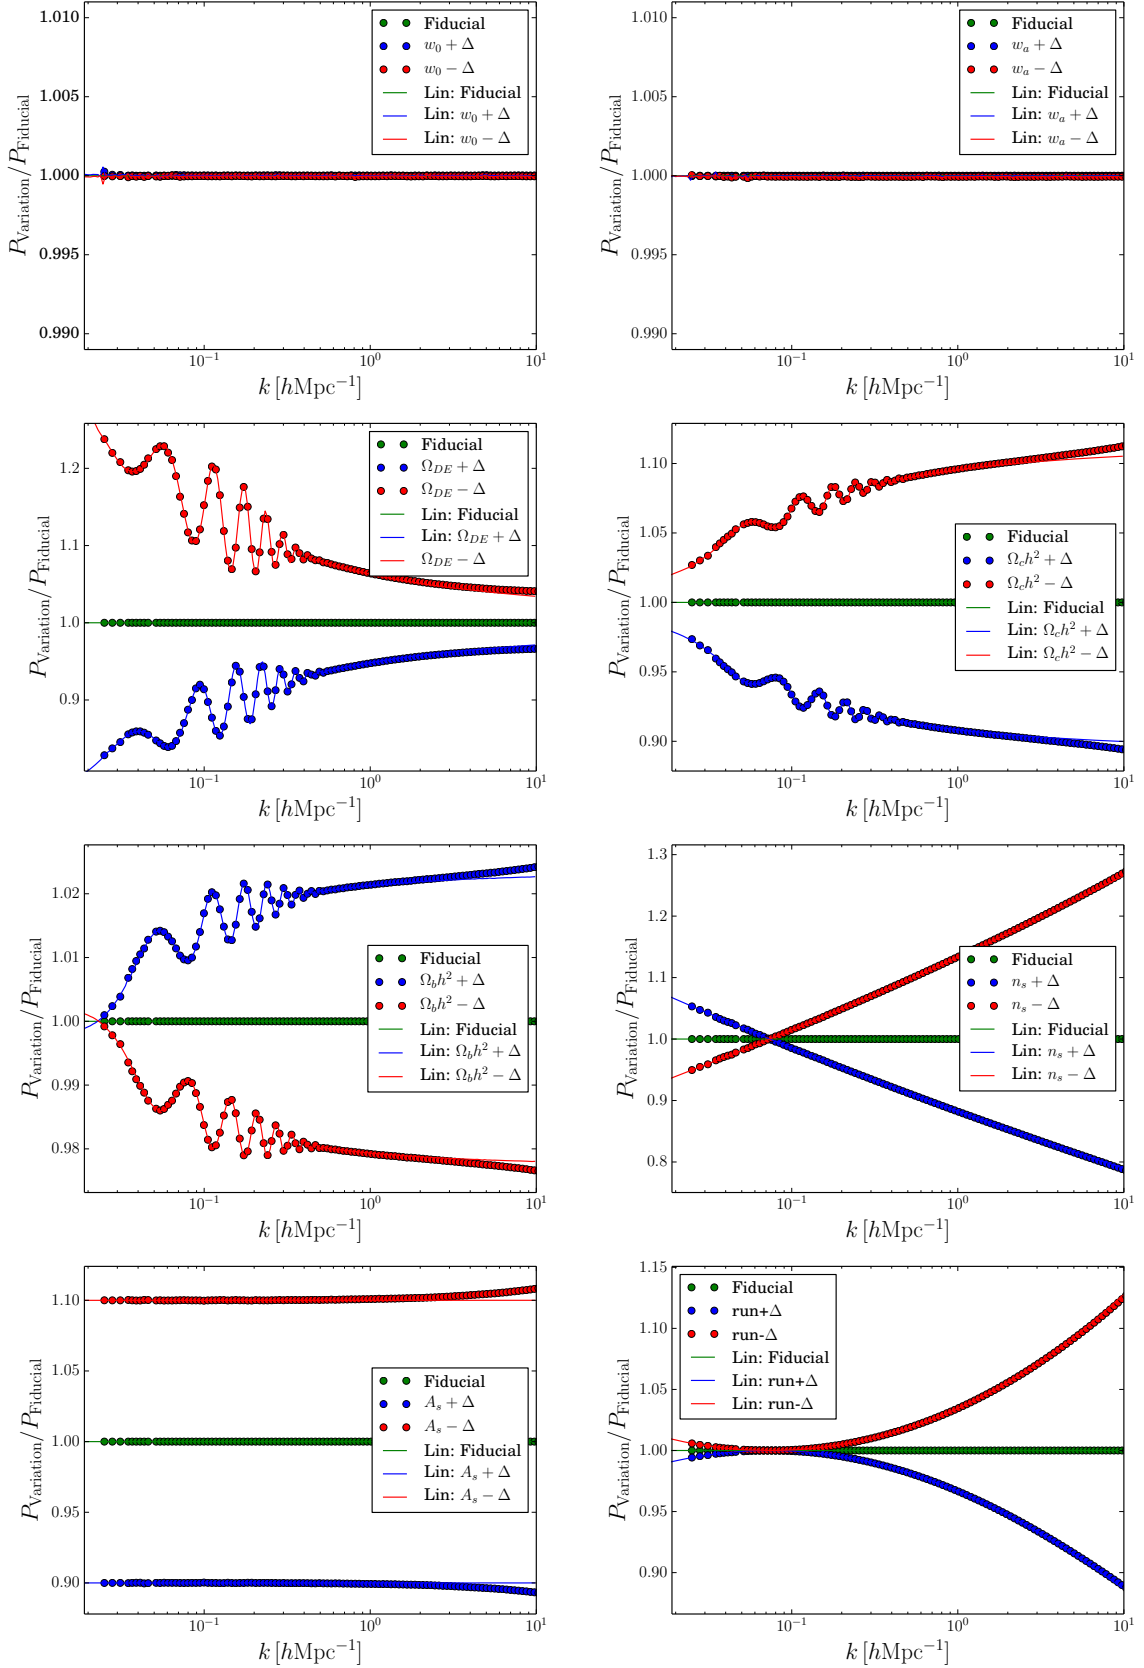 1.010
1.005
1.000
0.995
0.990
P_Variation/P_Fiducial
Fiducial
w_0 + Δ
w_0 − Δ
Lin: Fiducial
Lin: w_0 + Δ
Lin: w_0 − Δ
10^−1 10^0 10^1
k [hMpc^−1]
1.010
1.005
1.000
0.995
0.990
P_Variation/P_Fiducial
Fiducial
w_a + Δ
w_a − Δ
Lin: Fiducial
Lin: w_a + Δ
Lin: w_a − Δ
10^−1 10^0 10^1
k [hMpc^−1]
1.2
1.1
1.0
0.9
P_Variation/P_Fiducial
Fiducial
Ω_DE + Δ
Ω_DE − Δ
Lin: Fiducial
Lin: Ω_DE + Δ
Ω_DE − Δ
10^−1 10^0 10^1
k [hMpc^−1]
1.10
1.05
1.00
0.95
0.90
P_Variation/P_Fiducial
Fiducial
Ω_c h^2 + Δ
Ω_c h^2 − Δ
Lin: Fiducial
Lin: Ω_c h^2 + Δ
Lin: Ω_c h^2 − Δ
10^−1 10^0 10^1
k [hMpc^−1]
1.02
1.01
1.00
0.99
0.98
P_Variation/P_Fiducial
Fiducial
Ω_b h^2 + Δ
Ω_b h^2 − Δ
Lin: Fiducial
Lin: Ω_b h^2 + Δ
Lin: Ω_b h^2 − Δ
10^−1 10^0 10^1
k [hMpc^−1]
1.3
1.2
1.1
1.0
0.9
0.8
P_Variation/P_Fiducial
Fiducial
n_s + Δ
n_s − Δ
Lin: Fiducial
Lin: n_s + Δ
Lin: n_s − Δ
10^−1 10^0 10^1
k [hMpc^−1]
1.10
1.05
1.00
0.95
0.90
P_Variation/P_Fiducial
Fiducial
A_s + Δ
A_s − Δ
Lin: Fiducial
Lin: A_s + Δ
Lin: A_s − Δ
10^−1 10^0 10^1
k [hMpc^−1]
1.15
1.10
1.05
1.00
0.95
0.90
P_Variation/P_Fiducial
Fiducial
run+Δ
run-Δ
Lin: Fiducial
Lin: run+Δ
Lin: run-Δ
10^−1 10^0 10^1
k [hMpc^−1]